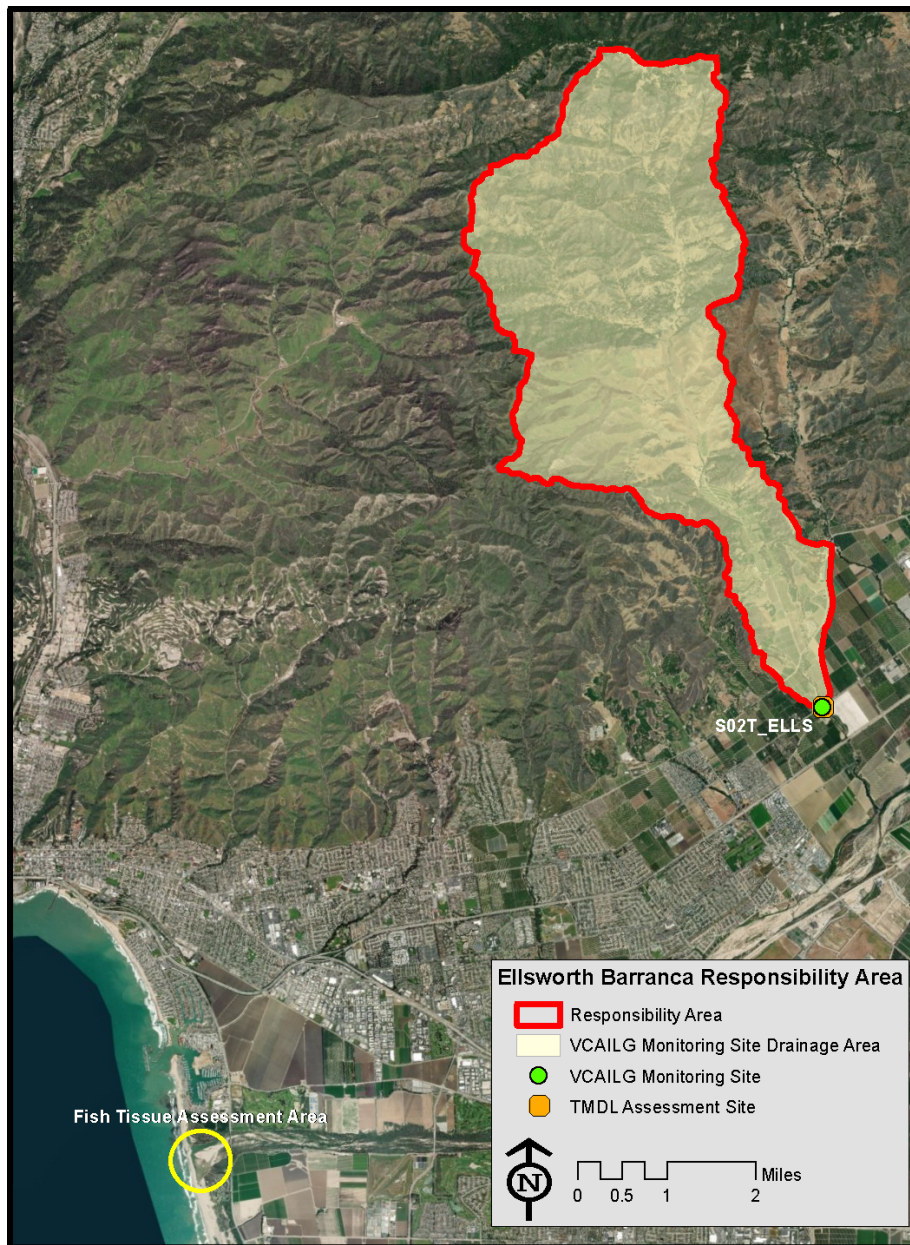 S02T_ELLS
Fish Tissue Assessment Area
Ellsworth Barranca Responsibility Area
Responsibility Area
VCAILG Monitoring Site Drainage Area
VCAILG Monitoring Site
TMDL Assessment Site
N
Miles
0 0.5 1 2